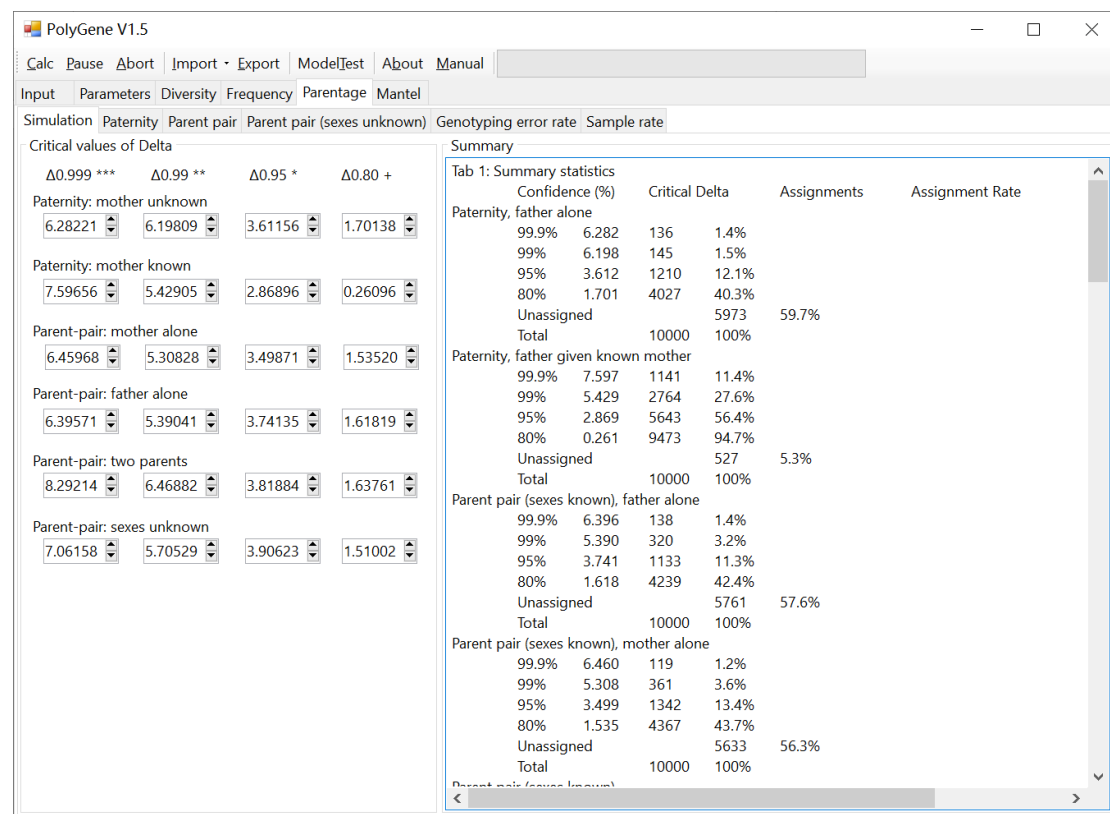 PolyGene V1.5
Calc Pause Abort Import Export ModelTest About Manual
Input Parameters Diversity Frequency Parentage Mantel
Simulation Paternity Parent pair Parent pair (sexes unknown) Genotyping error rate Sample rate
Critical values of Delta
Δ0.999 *** Δ0.99 ** Δ0.95 * Δ0.80 +
Paternity: mother unknown
6.28221 6.19809 3.61156 1.70138
Paternity: mother known
7.59656 5.42905 2.86896 0.26096
Parent-pair: mother alone
6.45968 5.30828 3.49871 1.53520
Parent-pair: father alone
6.39571 5.39041 3.74135 1.61819
Parent-pair: two parents
8.29214 6.46882 3.81884 1.63761
Parent-pair: sexes unknown
7.06158 5.70529 3.90623 1.51002
Summary
Tab 1: Summary statistics
Confidence (%) Critical Delta Assignments Assignment Rate
Paternity, father alone
99.9% 6.282 136 1.4%
99% 6.198 145 1.5%
95% 3.612 1210 12.1%
80% 1.701 4027 40.3%
Unassigned 5973 59.7%
Total 10000 100%
Paternity, father given known mother
99.9% 7.597 1141 11.4%
99% 5.429 2764 27.6%
95% 2.869 5643 56.4%
80% 0.261 9473 94.7%
Unassigned 527 5.3%
Total 10000 100%
Parent pair (sexes known), father alone
99.9% 6.396 138 1.4%
99% 5.390 320 3.2%
95% 3.741 1133 11.3%
80% 1.618 4239 42.4%
Unassigned 5761 57.6%
Total 10000 100%
Parent pair (sexes known), mother alone
99.9% 6.460 119 1.2%
99% 5.308 361 3.6%
95% 3.499 1342 13.4%
80% 1.535 4367 43.7%
Unassigned 5633 56.3%
Total 10000 100%
Parent pair (sexes known)